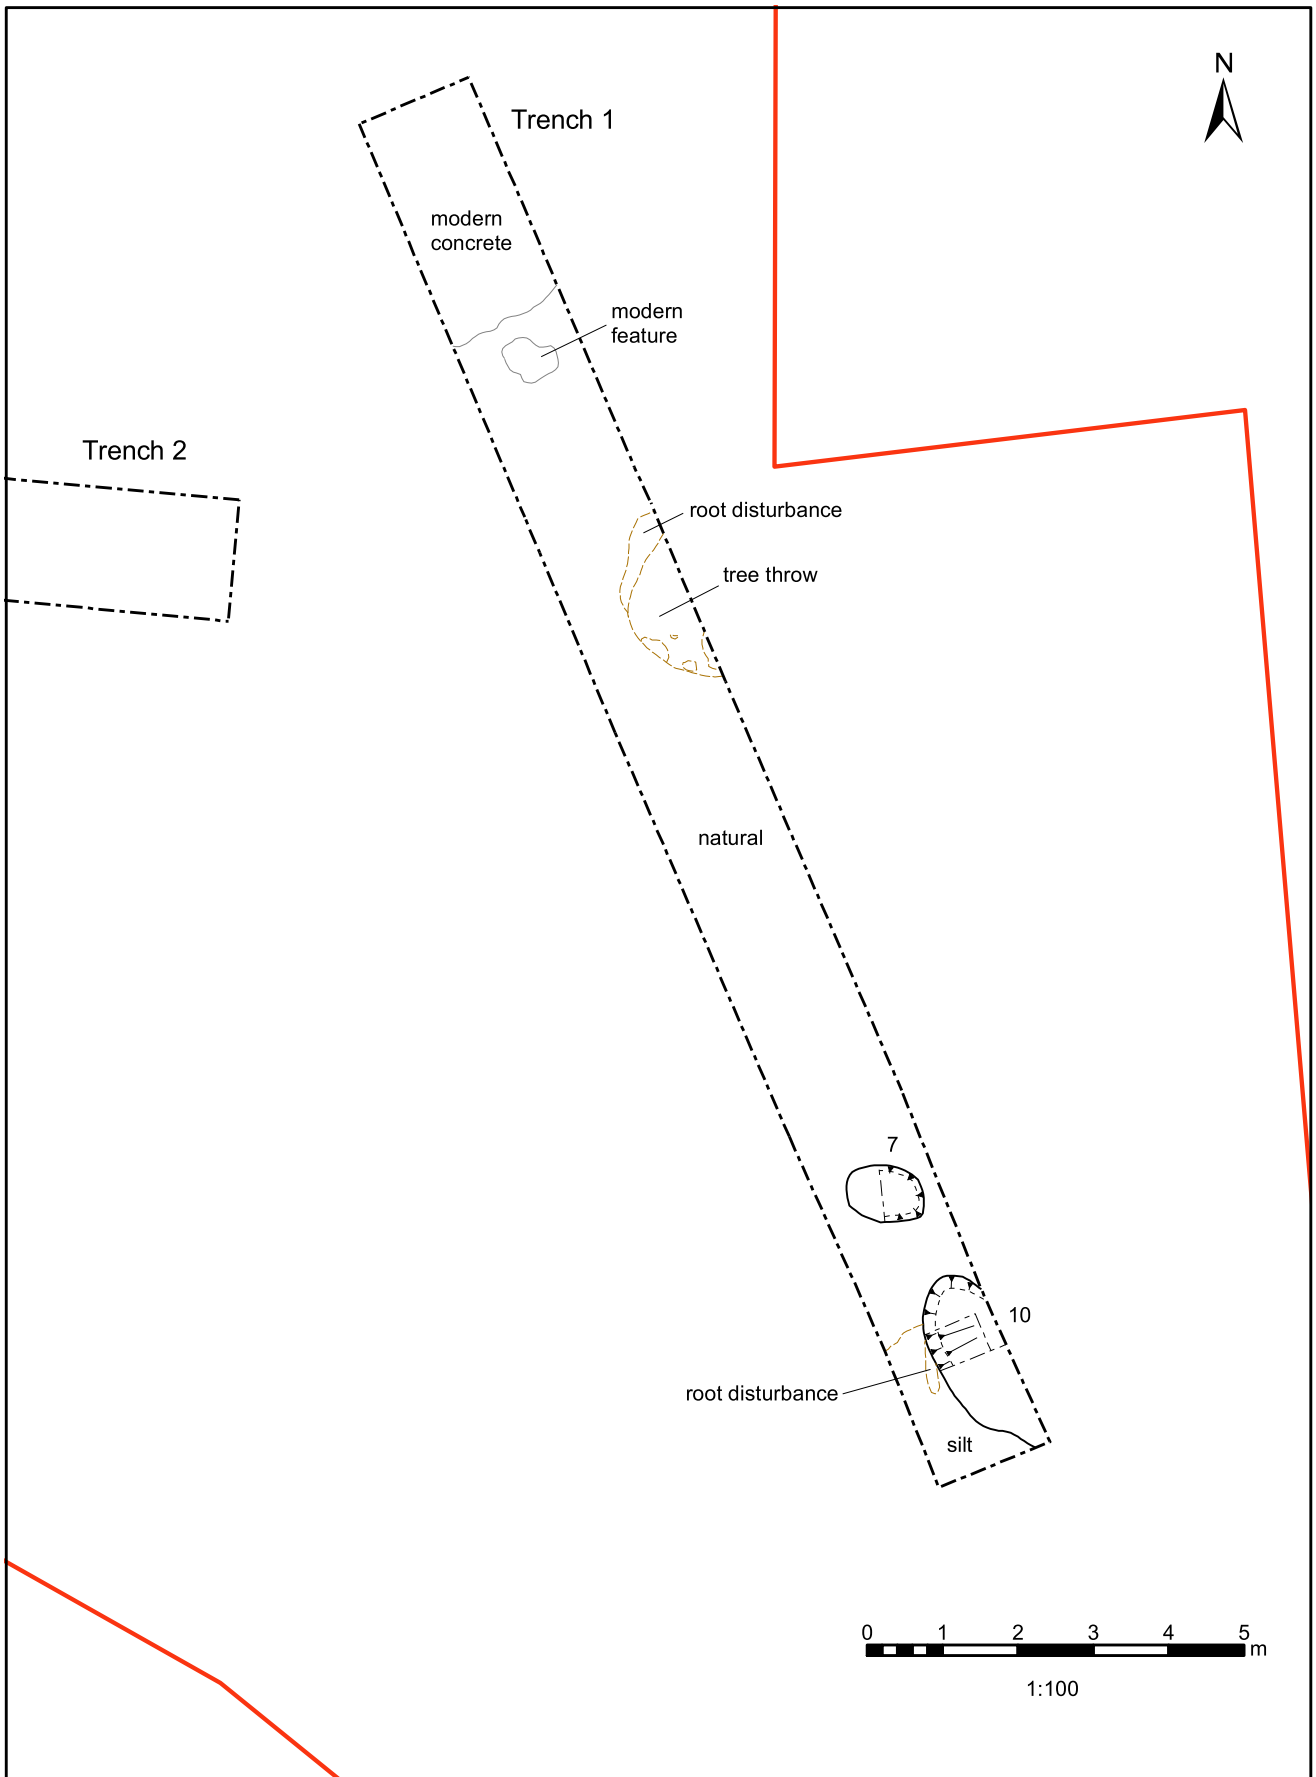 N
Trench 1
modern
concrete
modern
feature
Trench 2
root disturbance
tree throw
natural
7
10
root disturbance
silt
0 1 2 3 4 5
m
1:100